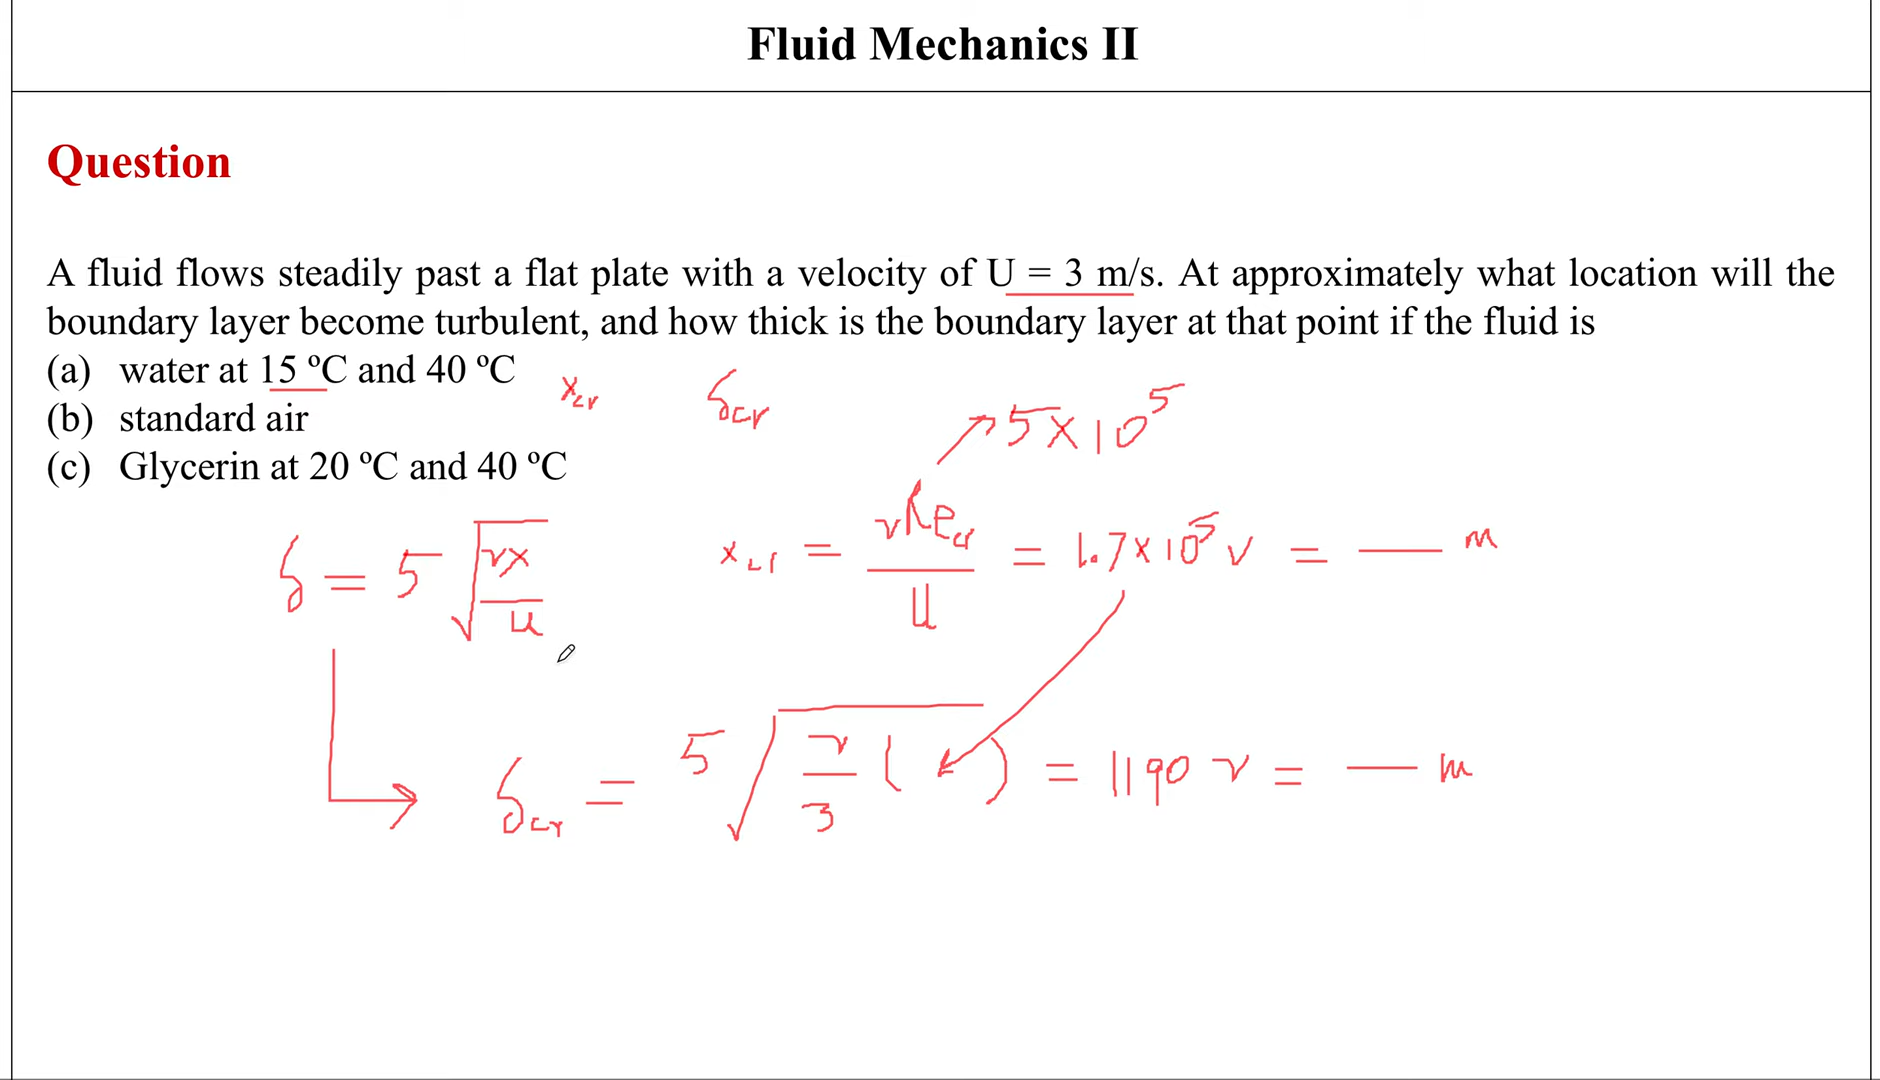 Fluid Mechanics II
Question
A fluid flows steadily past a flat plate with a velocity of U = 3 m/s. At approximately what location will the
boundary layer become turbulent, and how thick is the boundary layer at that point if the fluid is
(a) water at 15 ºC and 40 ºC
(b) standard air
(c) Glycerin at 20 ºC and 40 ºC
x_cr δ_cr
↗ 5×10^5
δ = 5 √(νx/u)
x_cr = νRe_cr/U = 1.7×10^5 ν = — m
δ_cr = 5 √(ν/3 ( )) = 1190 ν = — m